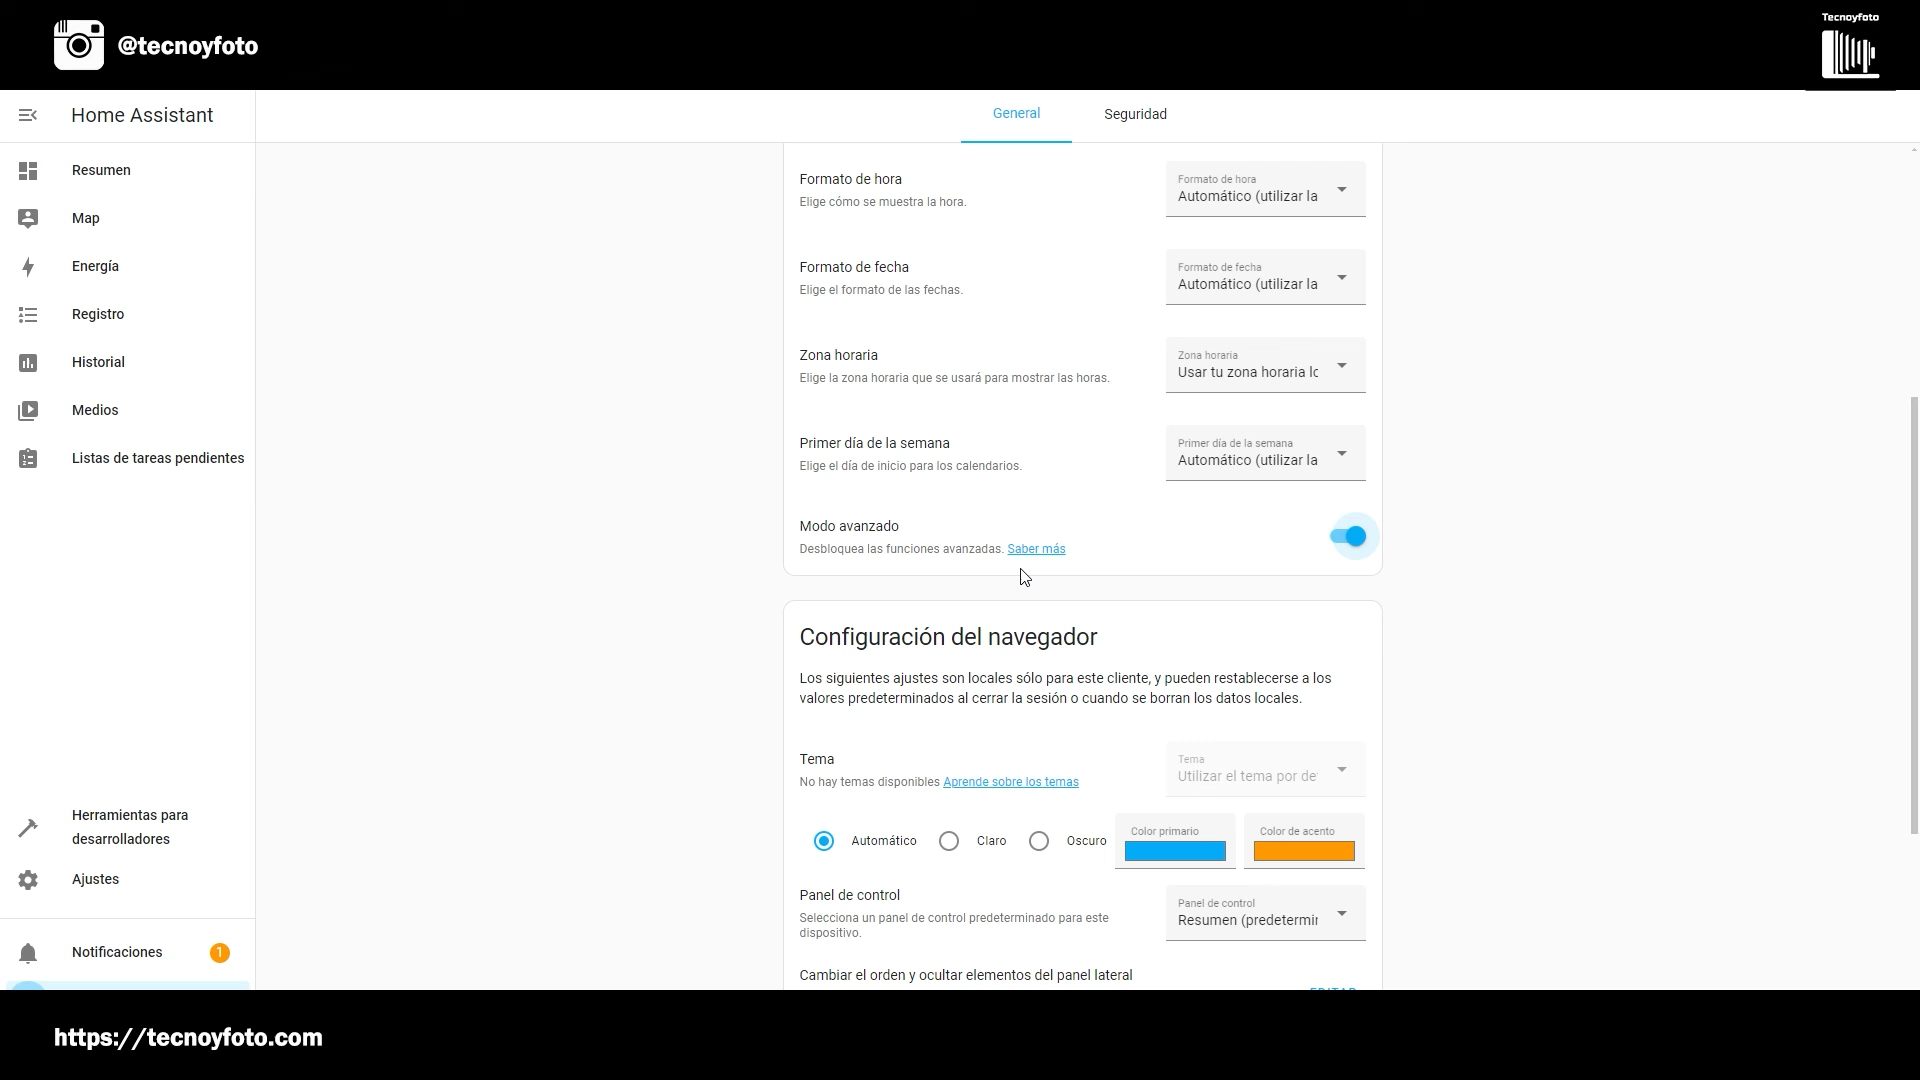 @tecnoyfoto
Tecnoyfoto
Home Assistant
General
Seguridad
Resumen
Map
Energía
Registro
Historial
Medios
Listas de tareas pendientes
Herramientas para
desarrolladores
Ajustes
Notificaciones
1
Formato de hora
Elige cómo se muestra la hora.
Formato de hora
Automático (utilizar la
Formato de fecha
Elige el formato de las fechas.
Formato de fecha
Automático (utilizar la
Zona horaria
Elige la zona horaria que se usará para mostrar las horas.
Zona horaria
Usar tu zona horaria lo
Primer día de la semana
Elige el día de inicio para los calendarios.
Primer día de la semana
Automático (utilizar la
Modo avanzado
Desbloquea las funciones avanzadas. Saber más
Configuración del navegador
Los siguientes ajustes son locales sólo para este cliente, y pueden restablecerse a los
valores predeterminados al cerrar la sesión o cuando se borran los datos locales.
Tema
No hay temas disponibles Aprende sobre los temas
Tema
Utilizar el tema por de
Automático
Claro
Oscuro
Color primario
Color de acento
Panel de control
Selecciona un panel de control predeterminado para este
dispositivo.
Panel de control
Resumen (predetermin
Cambiar el orden y ocultar elementos del panel lateral
https://tecnoyfoto.com